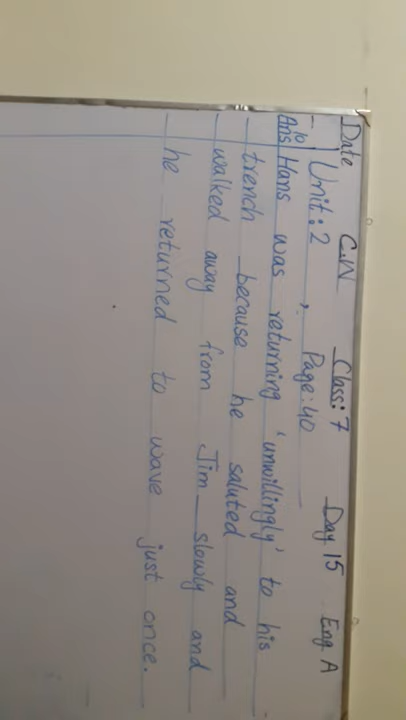 Date C.W Class: 7 Day 15 Eng A
Unit: 2, Page: 40
10
Ans Hans was returning 'unwillingly' to his
trench because he saluted and
walked away from Jim slowly and
he returned to wave just once.